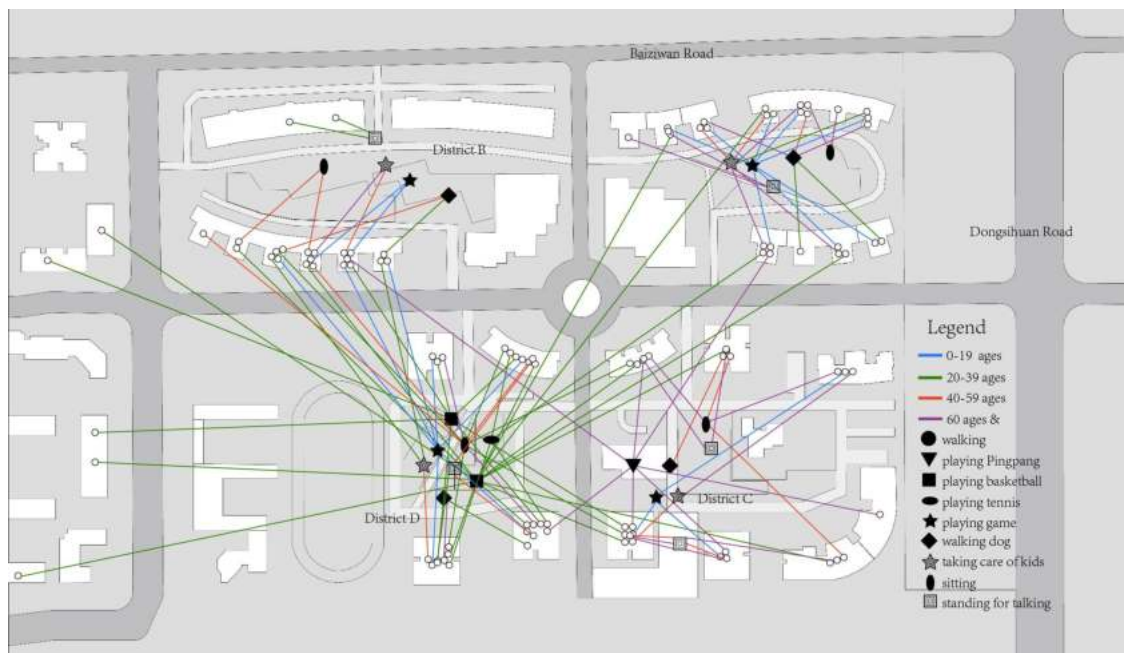 Baiziwan Road
District B
Dongsihuan Road
Legend
0-19 ages
20-39 ages
40-59 ages
60 ages &
walking
playing Pingpang
playing basketball
playing tennis
playing game
walking dog
taking care of kids
sitting
standing for talking
District C
District D